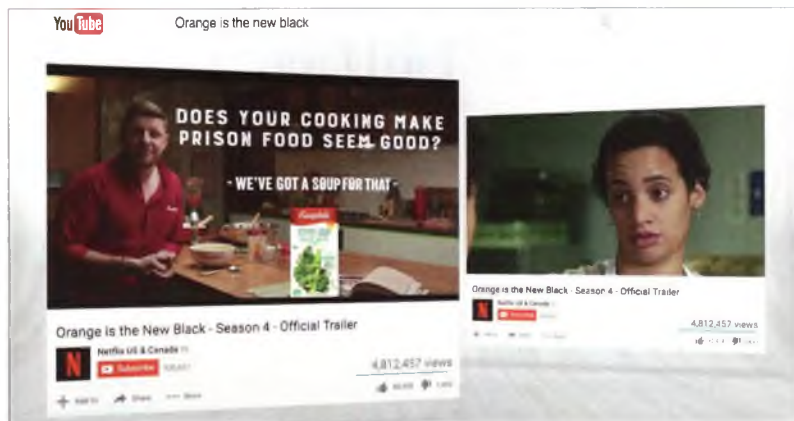 YouTube
Orange is the new black
DOES YOUR COOKING MAKE
PRISON FOOD SEEM GOOD?
- WE'VE GOT A SOUP FOR THAT -
Campbell's
Orange is the New Black - Season 4 - Official Trailer
Netflix US & Canada
Subscribe
4,812,457 views
Add to
Share
More
Orange is the New Black - Season 4 - Official Trailer
Netflix US & Canada
Subscribe
4,812,457 views